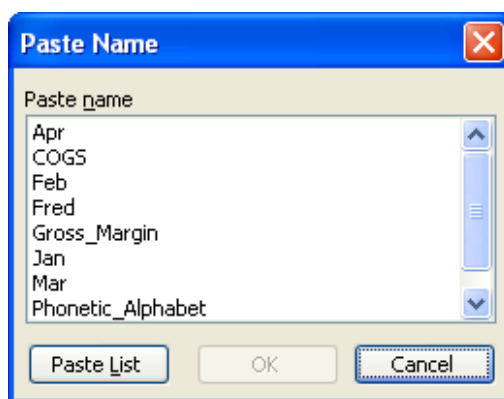 Paste Name
Paste name
Apr
COGS
Feb
Fred
Gross_Margin
Jan
Mar
Phonetic_Alphabet
Paste List OK Cancel